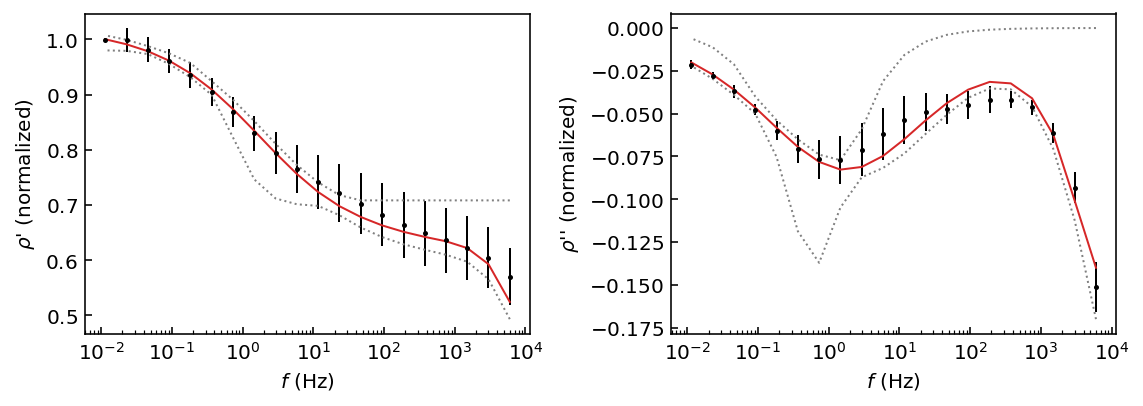 1.0
0.9
0.8
0.7
0.6
0.5
ρ' (normalized)
10⁻² 10⁻¹ 10⁰ 10¹ 10² 10³ 10⁴
f (Hz)
0.000
−0.025
−0.050
−0.075
−0.100
−0.125
−0.150
−0.175
ρ'' (normalized)
10⁻² 10⁻¹ 10⁰ 10¹ 10² 10³ 10⁴
f (Hz)